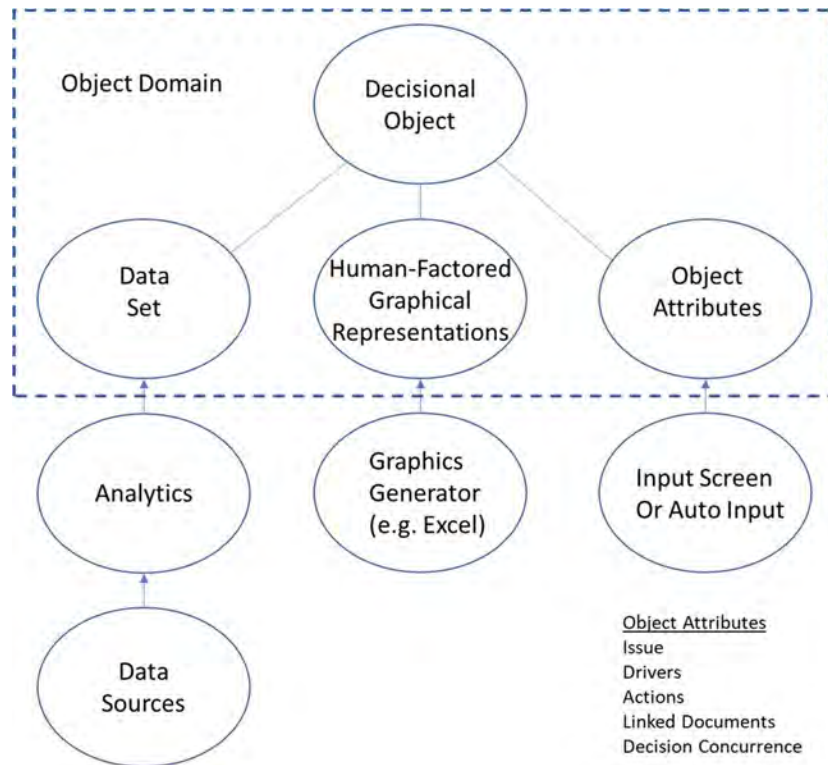 Object Domain
Decisional
Object
Data
Set
Human-Factored
Graphical
Representations
Object
Attributes
Analytics
Graphics
Generator
(e.g. Excel)
Input Screen
Or Auto Input
Data
Sources
Object Attributes
Issue
Drivers
Actions
Linked Documents
Decision Concurrence